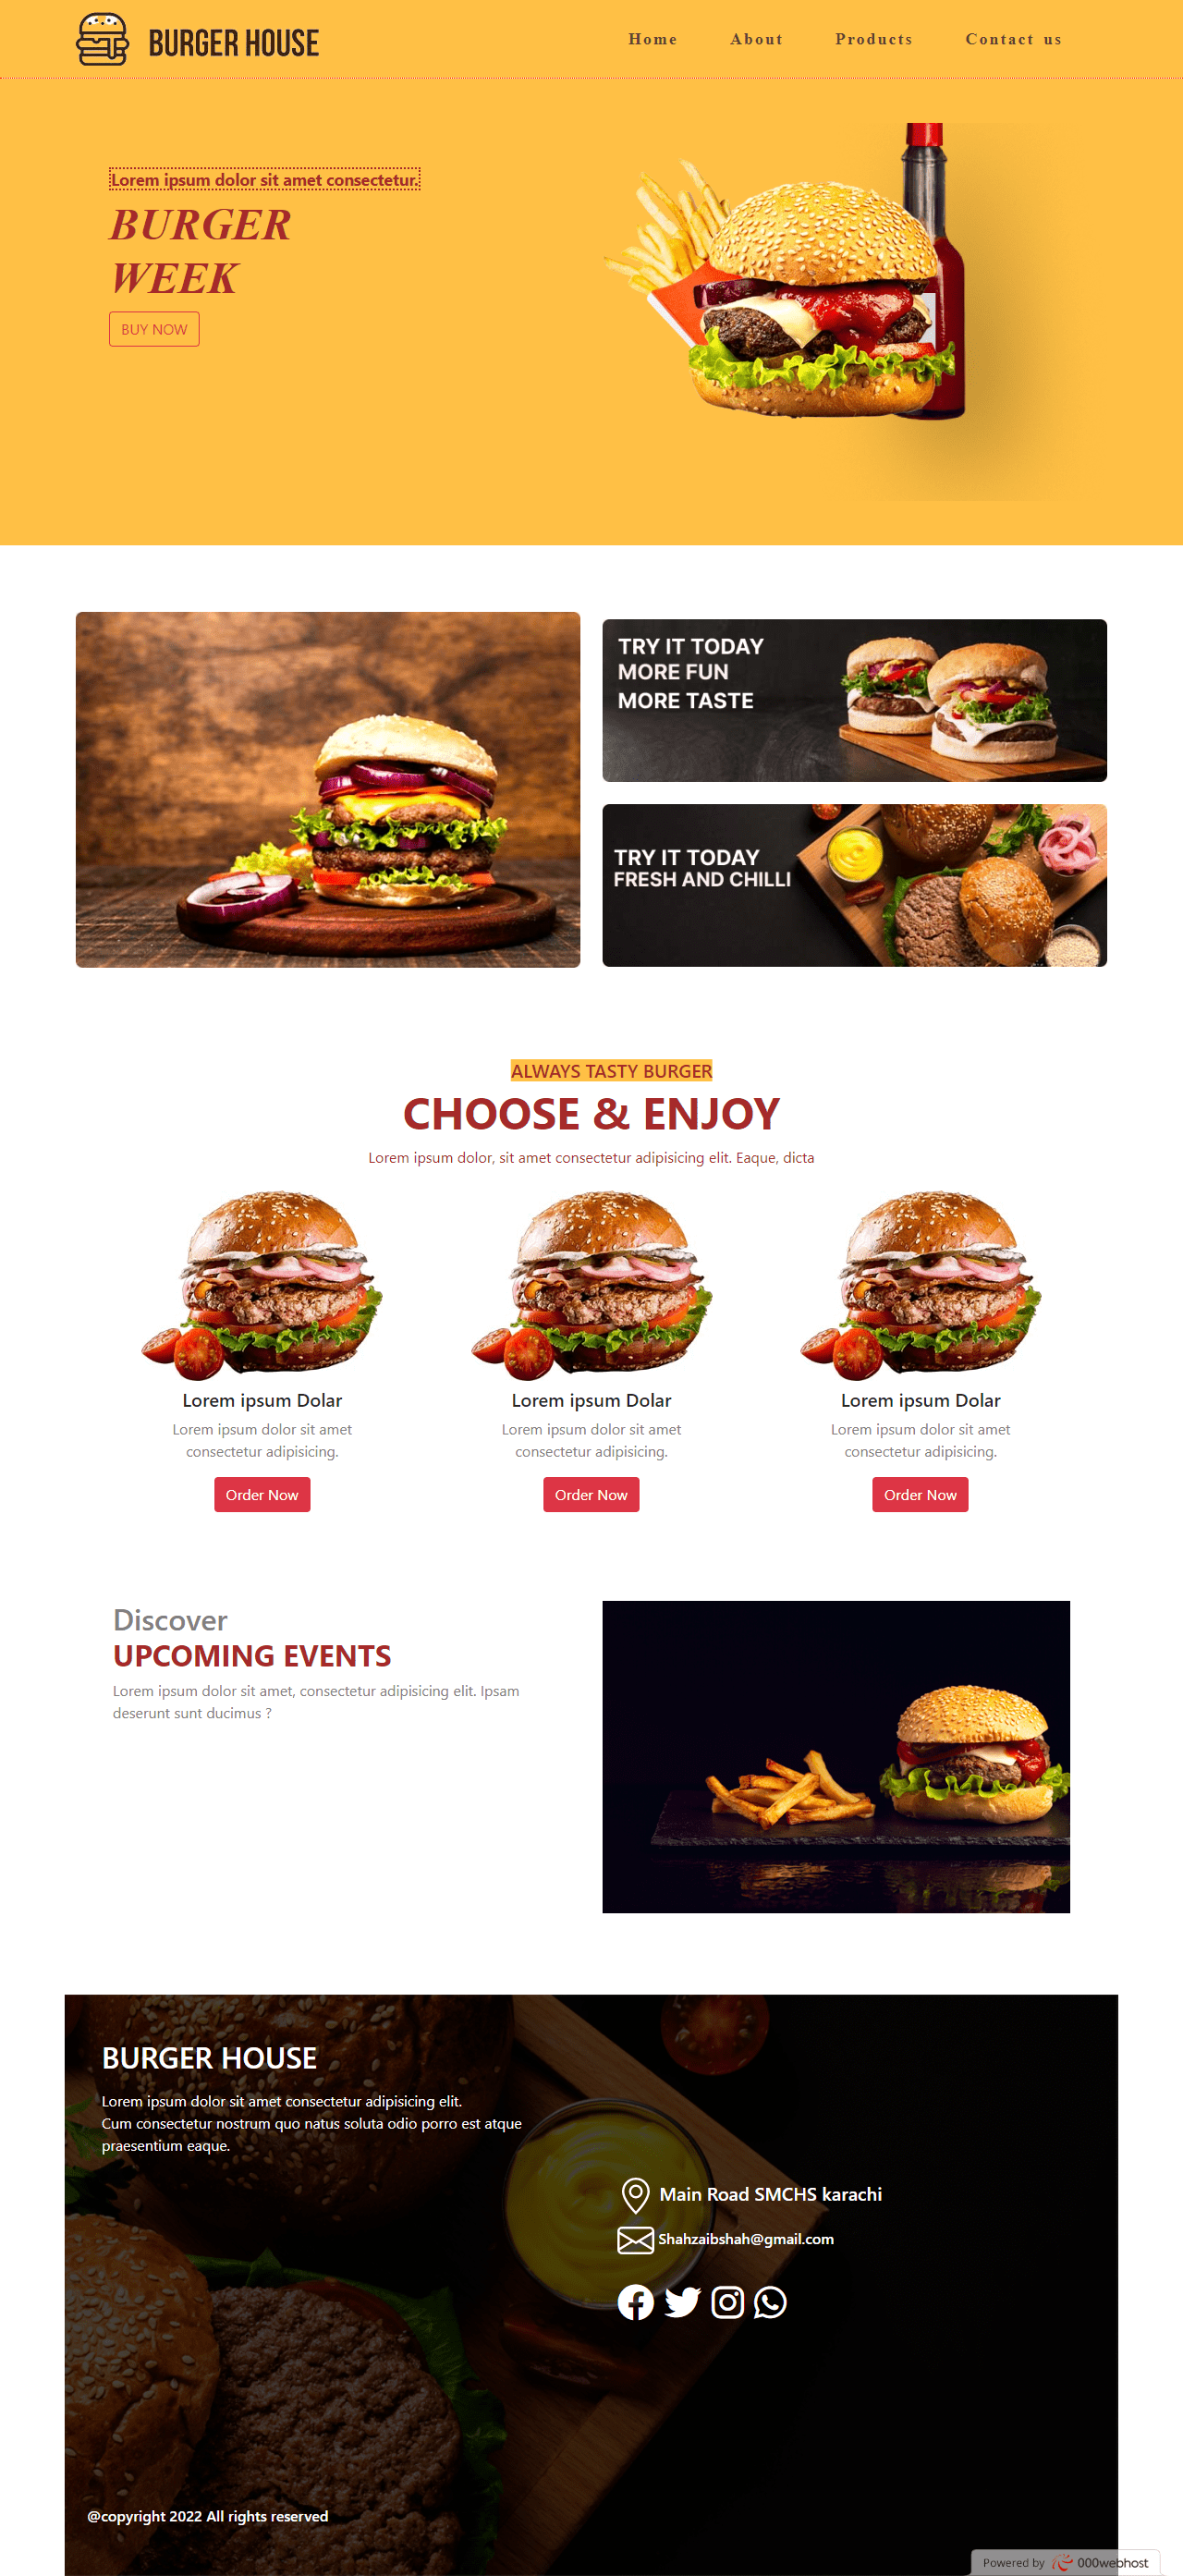 BURGER HOUSE
Home
About
Products
Contact us
Lorem ipsum dolor sit amet consectetur.
BURGER
WEEK
BUY NOW
TRY IT TODAY
MORE FUN
MORE TASTE
TRY IT TODAY
FRESH AND CHILLI
ALWAYS TASTY BURGER
CHOOSE & ENJOY
Lorem ipsum dolor, sit amet consectetur adipisicing elit. Eaque, dicta
Lorem ipsum Dolar
Lorem ipsum dolor sit amet
consectetur adipisicing.
Order Now
Lorem ipsum Dolar
Lorem ipsum dolor sit amet
consectetur adipisicing.
Order Now
Lorem ipsum Dolar
Lorem ipsum dolor sit amet
consectetur adipisicing.
Order Now
Discover
UPCOMING EVENTS
Lorem ipsum dolor sit amet, consectetur adipisicing elit. Ipsam
deserunt sunt ducimus ?
BURGER HOUSE
Lorem ipsum dolor sit amet consectetur adipisicing elit.
Cum consectetur nostrum quo natus soluta odio porro est atque
praesentium eaque.
Main Road SMCHS karachi
Shahzaibshah@gmail.com
@copyright 2022 All rights reserved
Powered by 000webhost